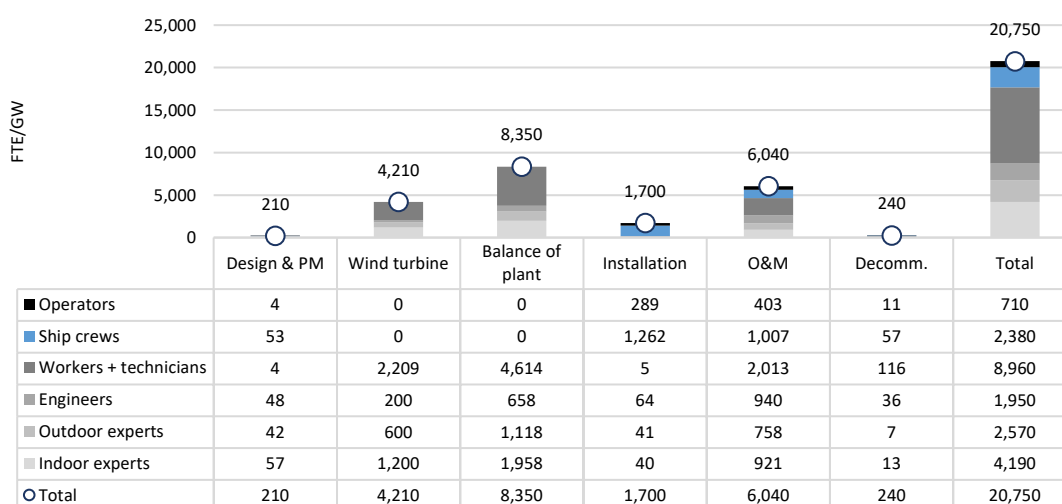 25,000
20,000
15,000
10,000
5,000
0
FTE/GW
210
4,210
8,350
1,700
6,040
240
20,750
Design & PM Wind turbine Balance of plant Installation O&M Decomm. Total
Operators 4 0 0 289 403 11 710
Ship crews 53 0 0 1,262 1,007 57 2,380
Workers + technicians 4 2,209 4,614 5 2,013 116 8,960
Engineers 48 200 658 64 940 36 1,950
Outdoor experts 42 600 1,118 41 758 7 2,570
Indoor experts 57 1,200 1,958 40 921 13 4,190
Total 210 4,210 8,350 1,700 6,040 240 20,750